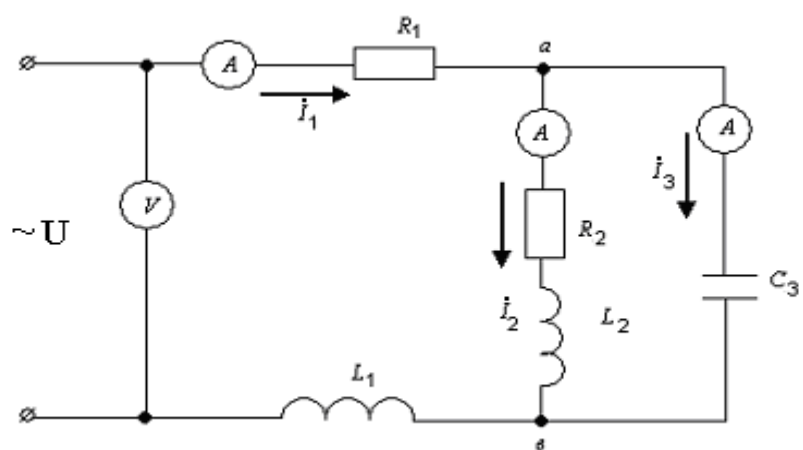 R₁
a
A
İ₁
A
A
İ₃
V
~U
R₂
C₃
İ₂
L₂
L₁
в